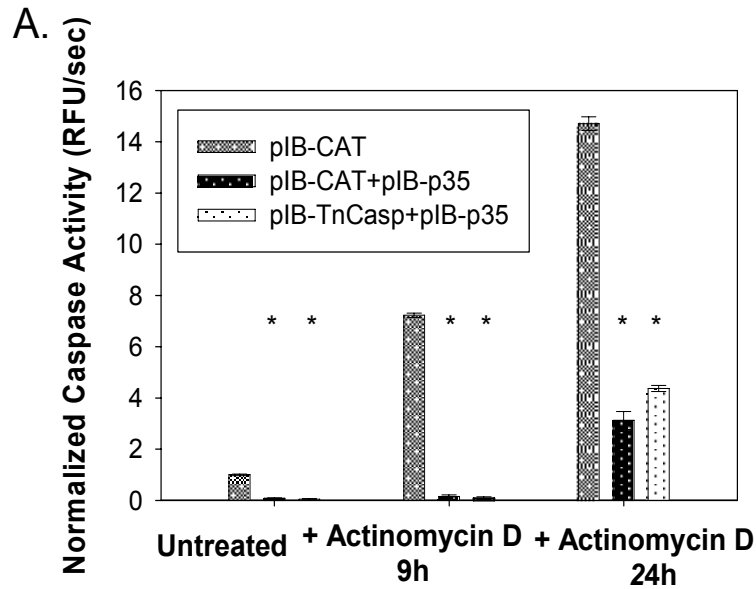 A.
Normalized Caspase Activity (RFU/sec)
16
14
12
10
8
6
4
2
0
pIB-CAT
pIB-CAT+pIB-p35
pIB-TnCasp+pIB-p35
* * * * * *
Untreated + Actinomycin D + Actinomycin D
9h 24h